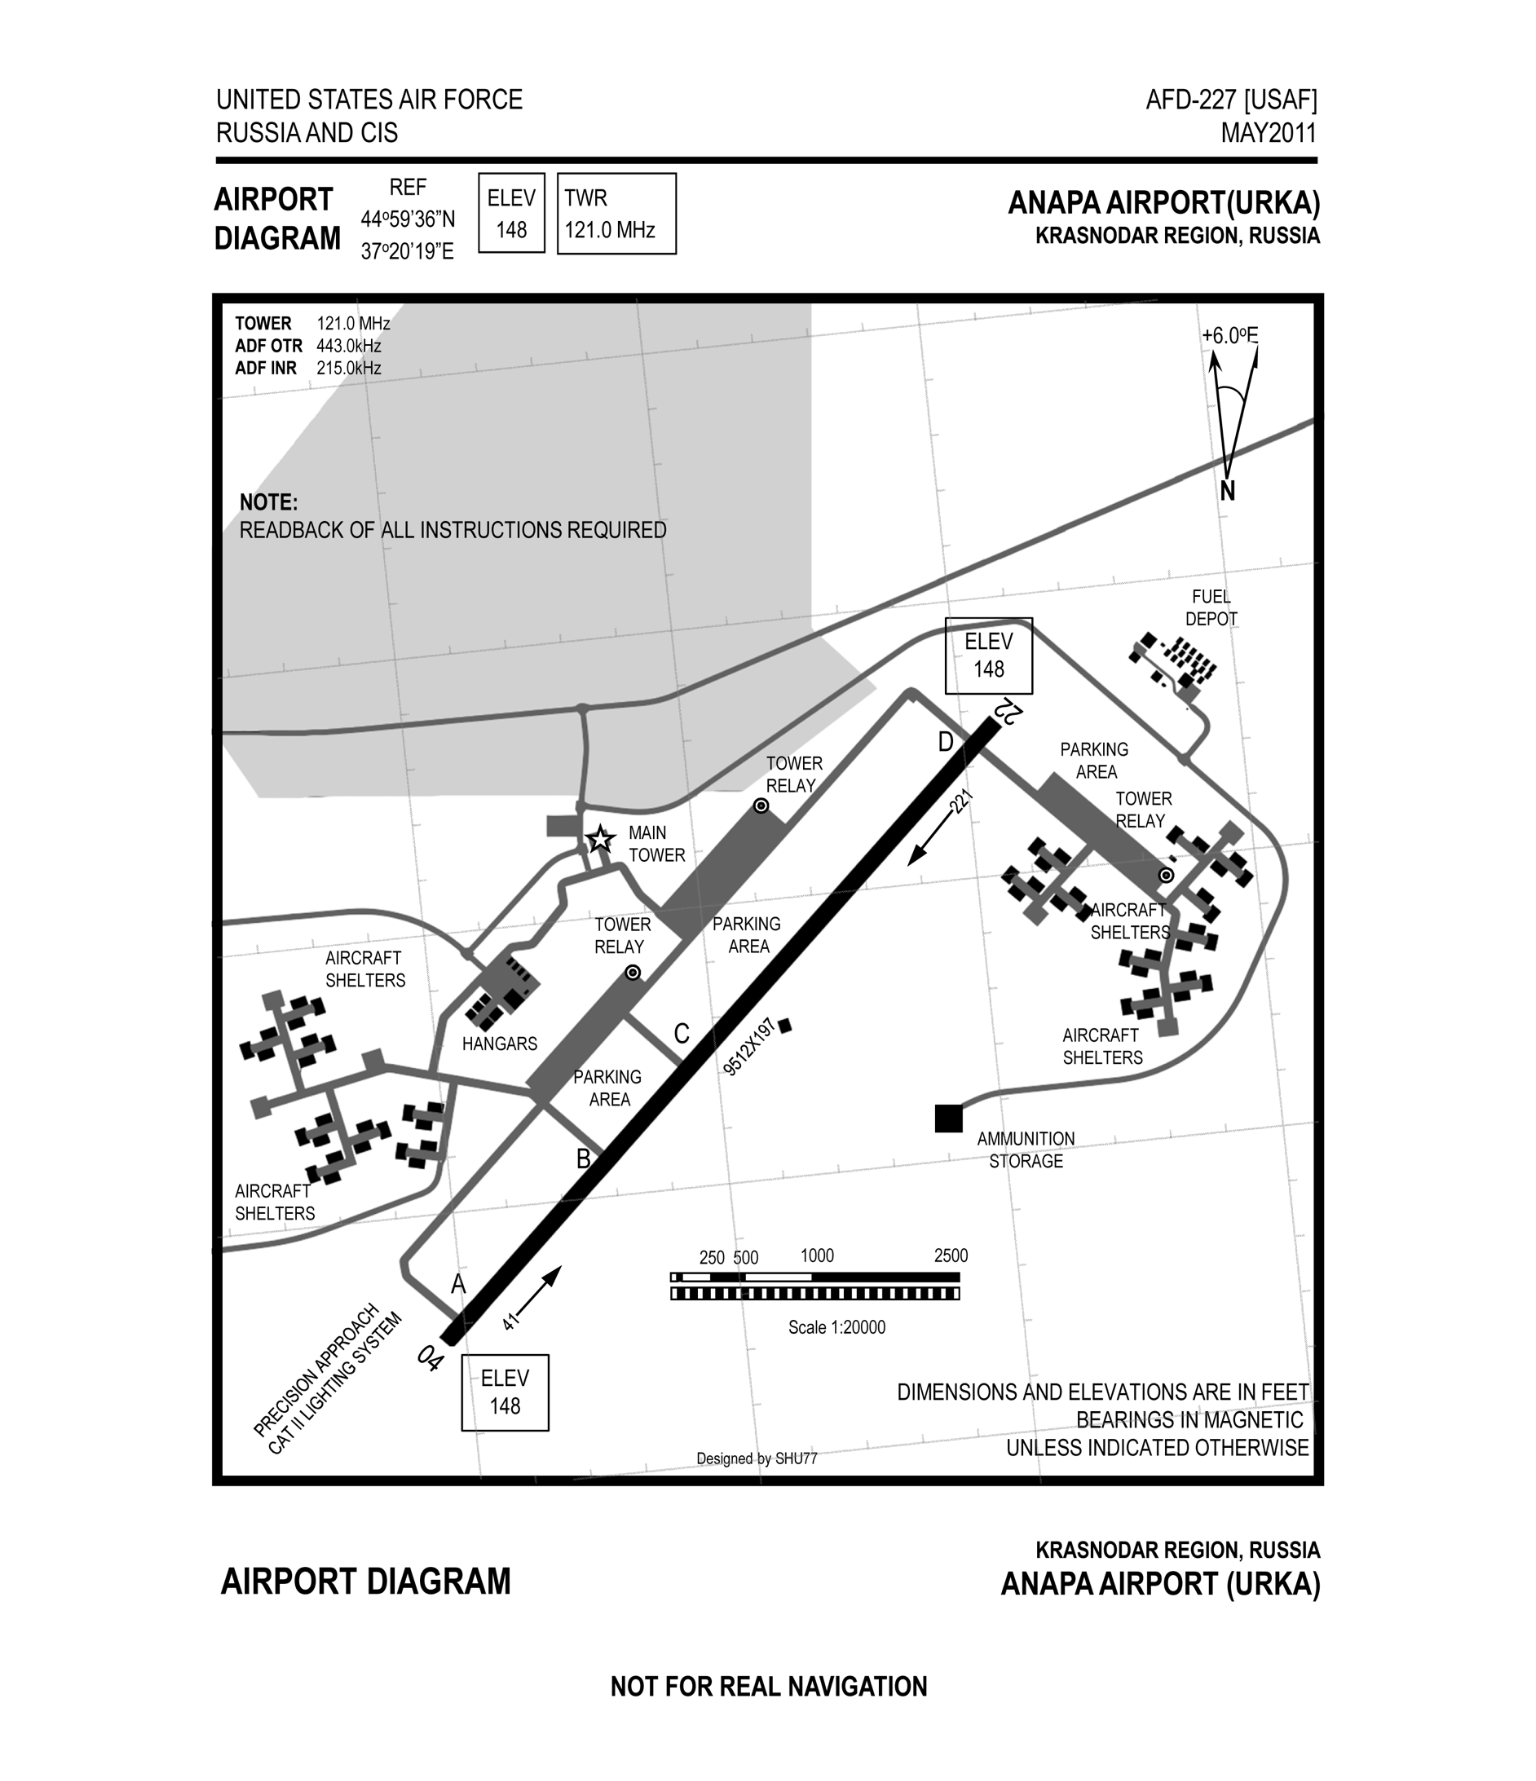 UNITED STATES AIR FORCE
RUSSIA AND CIS
AFD-227 [USAF]
MAY2011
AIRPORT
DIAGRAM
REF
44º59’36”N
37º20’19”E
ELEV
148
TWR
121.0 MHz
ANAPA AIRPORT(URKA)
KRASNODAR REGION, RUSSIA
TOWER 121.0 MHz
ADF OTR 443.0kHz
ADF INR 215.0kHz
+6.0ºE
N
NOTE:
READBACK OF ALL INSTRUCTIONS REQUIRED
FUEL
DEPOT
ELEV
148
22
D
PARKING
AREA
TOWER
RELAY
TOWER
RELAY
221
MAIN
TOWER
AIRCRAFT
SHELTERS
TOWER
RELAY
PARKING
AREA
AIRCRAFT
SHELTERS
HANGARS
C
9512X197
AIRCRAFT
SHELTERS
PARKING
AREA
B
AMMUNITION
STORAGE
AIRCRAFT
SHELTERS
A
41
04
PRECISION APPROACH
CAT II LIGHTING SYSTEM
ELEV
148
250 500 1000 2500
Scale 1:20000
DIMENSIONS AND ELEVATIONS ARE IN FEET
BEARINGS IN MAGNETIC
UNLESS INDICATED OTHERWISE
Designed by SHU77
AIRPORT DIAGRAM
KRASNODAR REGION, RUSSIA
ANAPA AIRPORT (URKA)
NOT FOR REAL NAVIGATION